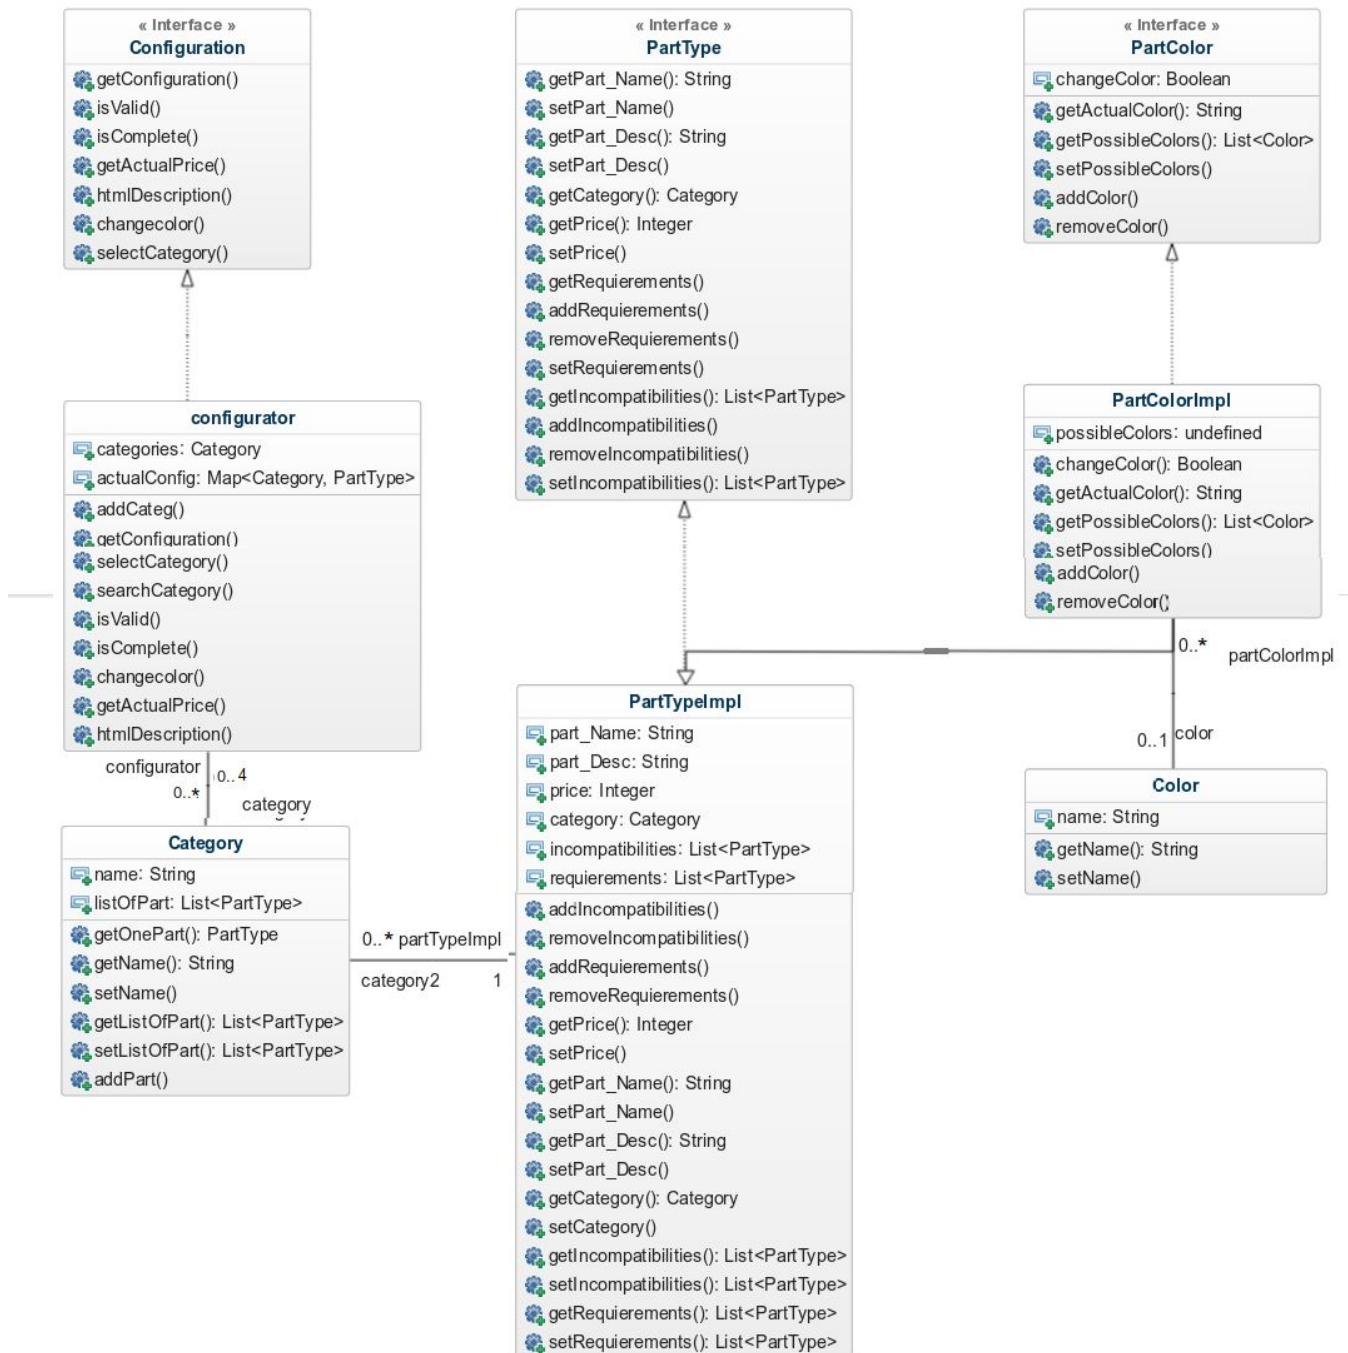 « Interface »
Configuration
getConfiguration()
isValid()
isComplete()
getActualPrice()
htmlDescription()
changecolor()
selectCategory()
« Interface »
PartType
getPart_Name(): String
setPart_Name()
getPart_Desc(): String
setPart_Desc()
getCategory(): Category
getPrice(): Integer
setPrice()
getRequierements()
addRequierements()
removeRequierements()
setRequierements()
getIncompatibilities(): List<PartType>
addIncompatibilities()
removeIncompatibilities()
setIncompatibilities(): List<PartType>
« Interface »
PartColor
changeColor: Boolean
getActualColor(): String
getPossibleColors(): List<Color>
setPossibleColors()
addColor()
removeColor()
configurator
categories: Category
actualConfig: Map<Category, PartType>
addCateg()
getConfiguration()
selectCategory()
searchCategory()
isValid()
isComplete()
changecolor()
getActualPrice()
htmlDescription()
PartColorImpl
possibleColors: undefined
changeColor(): Boolean
getActualColor(): String
getPossibleColors(): List<Color>
setPossibleColors()
addColor()
removeColor()
0..*
partColorImpl
0..1
color
configurator
0..4
0..*
category
Category
name: String
listOfPart: List<PartType>
getOnePart(): PartType
getName(): String
setName()
getListOfPart(): List<PartType>
setListOfPart(): List<PartType>
addPart()
0..* partTypeImpl
category2
1
PartTypeImpl
part_Name: String
part_Desc: String
price: Integer
category: Category
incompatibilities: List<PartType>
requierements: List<PartType>
addIncompatibilities()
removeIncompatibilities()
addRequierements()
removeRequierements()
getPrice(): Integer
setPrice()
getPart_Name(): String
setPart_Name()
getPart_Desc(): String
setPart_Desc()
getCategory(): Category
setCategory()
getIncompatibilities(): List<PartType>
setIncompatibilities(): List<PartType>
getRequierements(): List<PartType>
setRequierements(): List<PartType>
Color
name: String
getName(): String
setName()